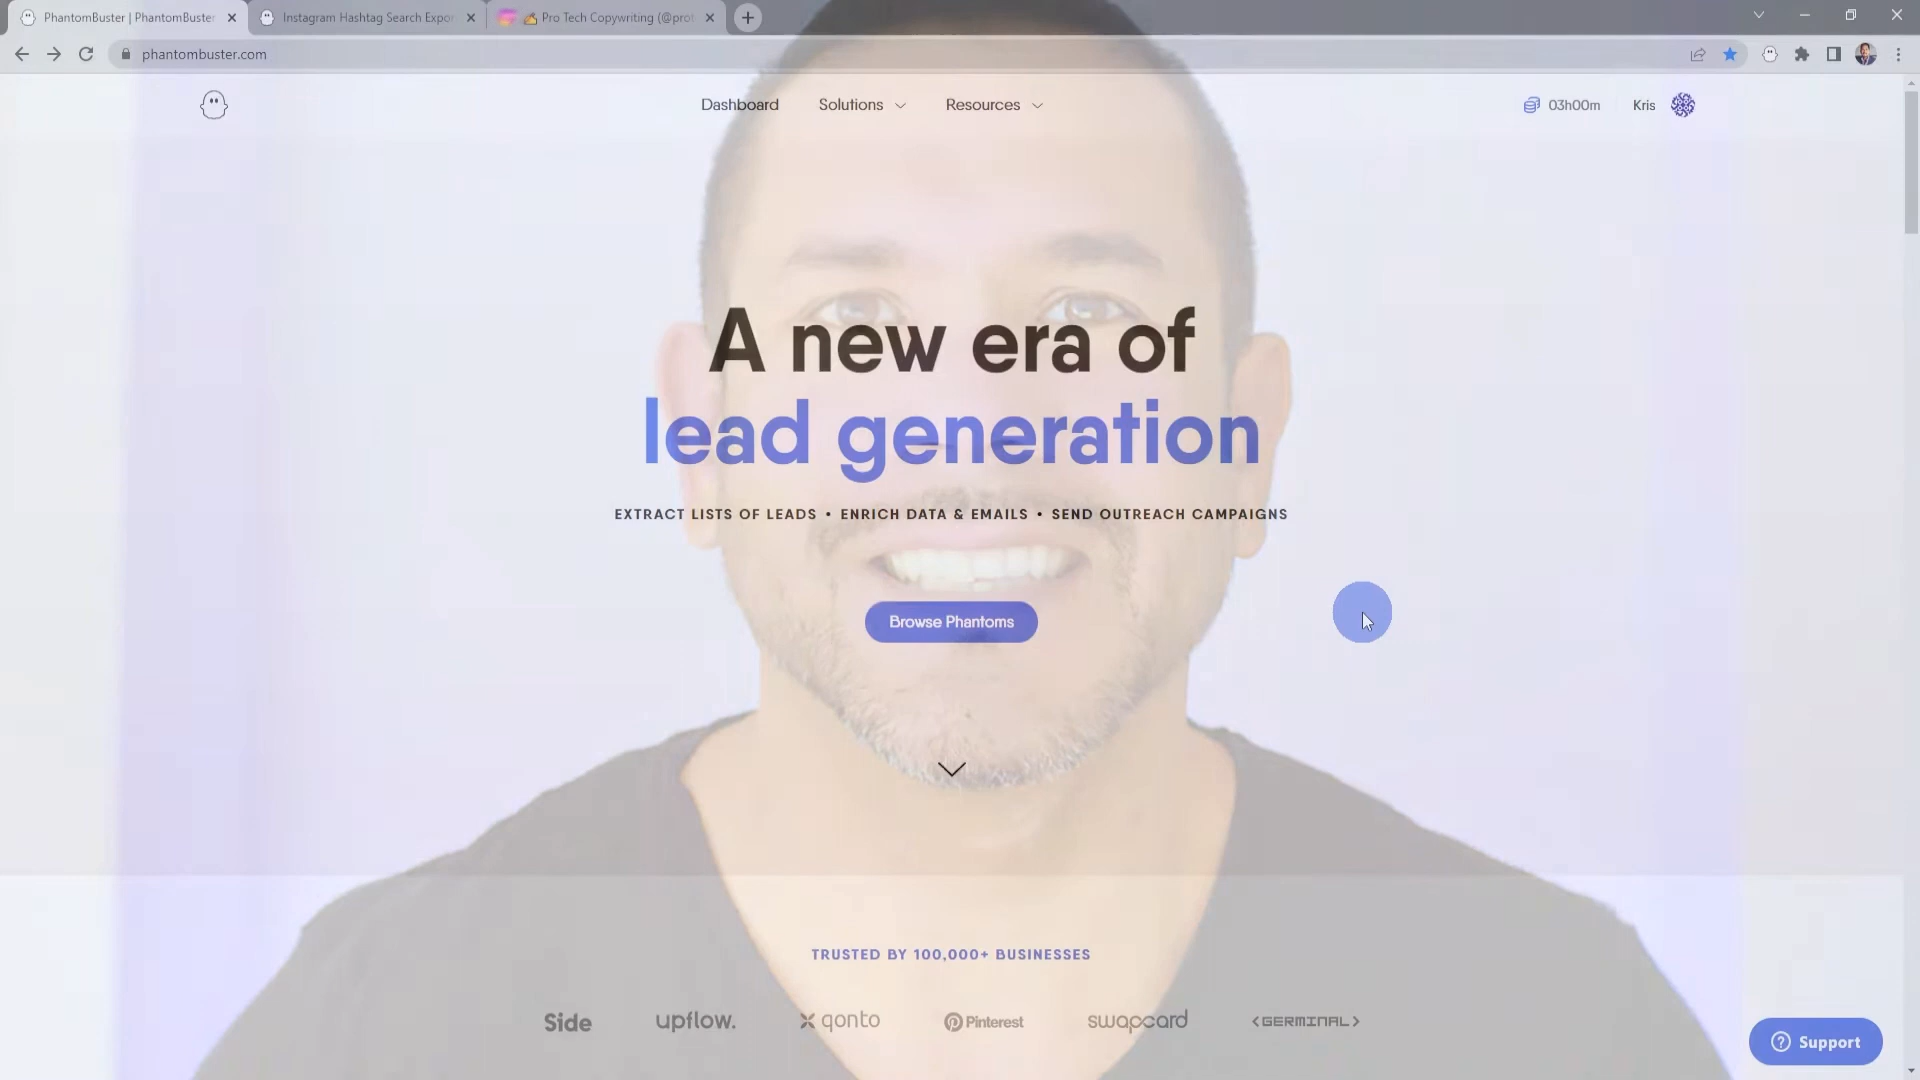 PhantomBuster | PhantomBuster
Instagram Hashtag Search Expor
Pro Tech Copywriting (@prot
phantombuster.com
Dashboard
Solutions
Resources
03h00m
Kris
A new era of
lead generation
EXTRACT LISTS OF LEADS • ENRICH DATA & EMAILS • SEND OUTREACH CAMPAIGNS
Browse Phantoms
TRUSTED BY 100,000+ BUSINESSES
Side
upflow.
qonto
Pinterest
swapcard
<GERMINAL>
Support